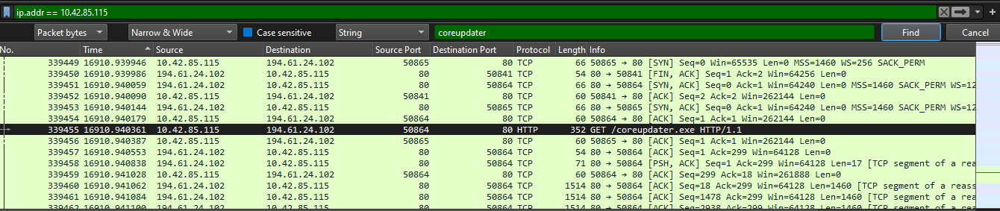 ip.addr == 10.42.85.115
Packet bytes Narrow & Wide Case sensitive String coreupdater Find Cancel
No. Time Source Destination Source Port Destination Port Protocol Length Info
339449 16910.939946 10.42.85.115 194.61.24.102 50865 80 TCP 66 50865 → 80 [SYN] Seq=0 Win=65535 Len=0 MSS=1460 WS=256 SACK_PERM
339450 16910.939986 194.61.24.102 10.42.85.115 80 50841 TCP 54 80 → 50841 [FIN, ACK] Seq=1 Ack=2 Win=64256 Len=0
339451 16910.940059 194.61.24.102 10.42.85.115 80 50864 TCP 66 80 → 50864 [SYN, ACK] Seq=0 Ack=1 Win=64240 Len=0 MSS=1460 SACK_PERM WS=12
339452 16910.940090 10.42.85.115 194.61.24.102 50841 80 TCP 60 50841 → 80 [ACK] Seq=2 Ack=2 Win=262144 Len=0
339453 16910.940144 194.61.24.102 10.42.85.115 80 50865 TCP 66 80 → 50865 [SYN, ACK] Seq=0 Ack=1 Win=64240 Len=0 MSS=1460 SACK_PERM WS=12
339454 16910.940179 10.42.85.115 194.61.24.102 50864 80 TCP 60 50864 → 80 [ACK] Seq=1 Ack=1 Win=262144 Len=0
339455 16910.940361 10.42.85.115 194.61.24.102 50864 80 HTTP 352 GET /coreupdater.exe HTTP/1.1
339456 16910.940387 10.42.85.115 194.61.24.102 50865 80 TCP 60 50865 → 80 [ACK] Seq=1 Ack=1 Win=262144 Len=0
339457 16910.940553 194.61.24.102 10.42.85.115 80 50864 TCP 54 80 → 50864 [ACK] Seq=1 Ack=299 Win=64128 Len=0
339458 16910.940838 194.61.24.102 10.42.85.115 80 50864 TCP 71 80 → 50864 [PSH, ACK] Seq=1 Ack=299 Win=64128 Len=17 [TCP segment of a reas
339459 16910.941028 10.42.85.115 194.61.24.102 50864 80 TCP 60 50864 → 80 [ACK] Seq=299 Ack=18 Win=261888 Len=0
339460 16910.941062 194.61.24.102 10.42.85.115 80 50864 TCP 1514 80 → 50864 [ACK] Seq=18 Ack=299 Win=64128 Len=1460 [TCP segment of a reass
339461 16910.941084 194.61.24.102 10.42.85.115 80 50864 TCP 1514 80 → 50864 [ACK] Seq=1478 Ack=299 Win=64128 Len=1460 [TCP segment of a rea
339462 16910.941100 194.61.24.102 10.42.85.115 80 50864 TCP 1514 80 → 50864 [ACK] Seq=2938 Ack=299 Win=64128 Len=1460 [TCP segment of a rea